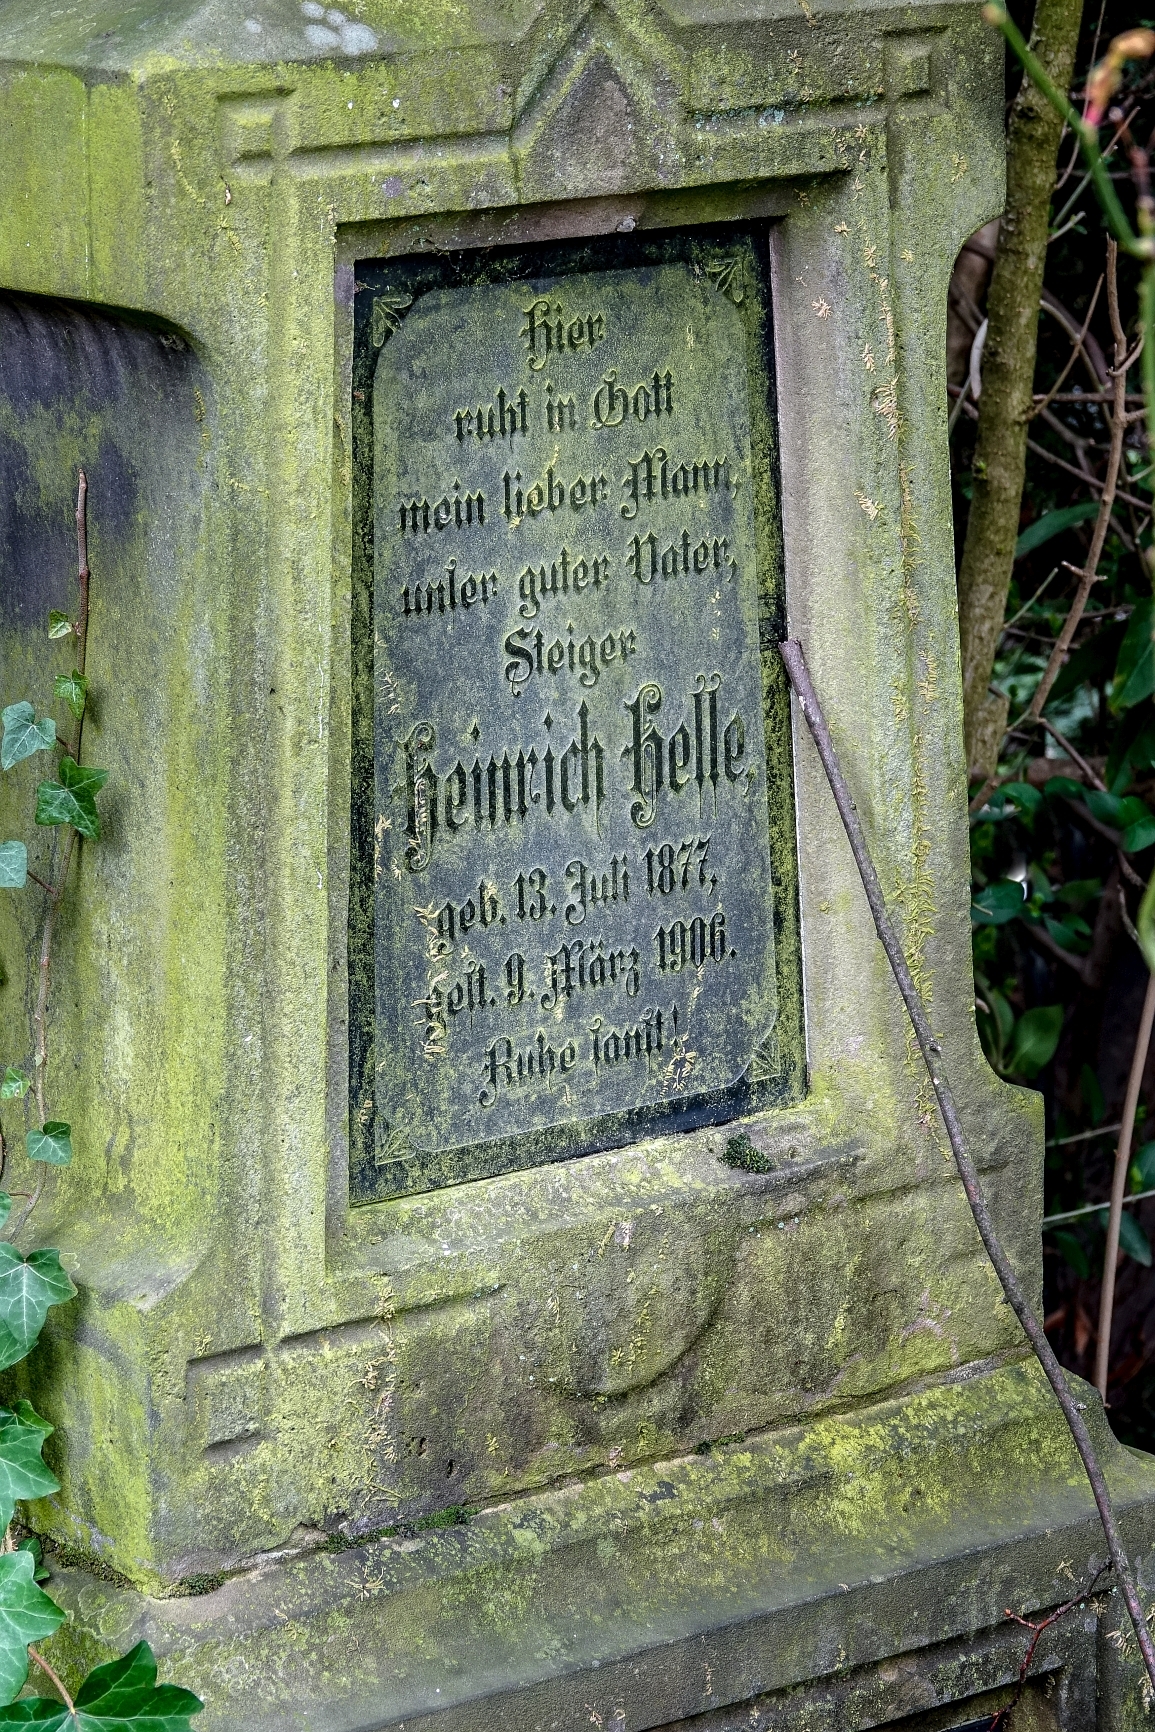 Hier
ruht in Gott
mein lieber Mann,
unser guter Vater,
Steiger
Heinrich Helle,
geb. 13. Juli 1877,
gest. 9. März 1906.
Ruhe sanft!